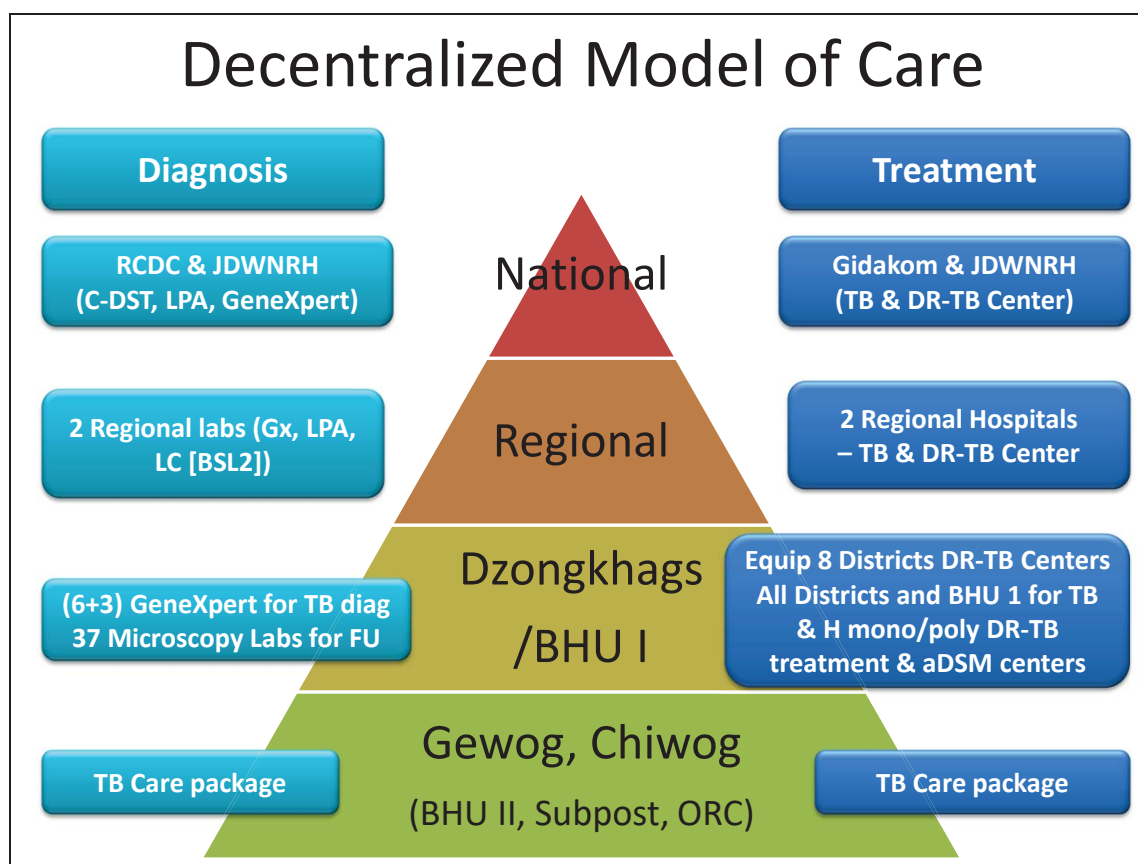 Decentralized Model of Care
Diagnosis
Treatment
RCDC & JDWNRH
(C-DST, LPA, GeneXpert)
National
Gidakom & JDWNRH
(TB & DR-TB Center)
2 Regional labs (Gx, LPA,
LC [BSL2])
Regional
2 Regional Hospitals
– TB & DR-TB Center
(6+3) GeneXpert for TB diag
37 Microscopy Labs for FU
Dzongkhags
/BHU I
Equip 8 Districts DR-TB Centers
All Districts and BHU 1 for TB
& H mono/poly DR-TB
treatment & aDSM centers
TB Care package
Gewog, Chiwog
(BHU II, Subpost, ORC)
TB Care package